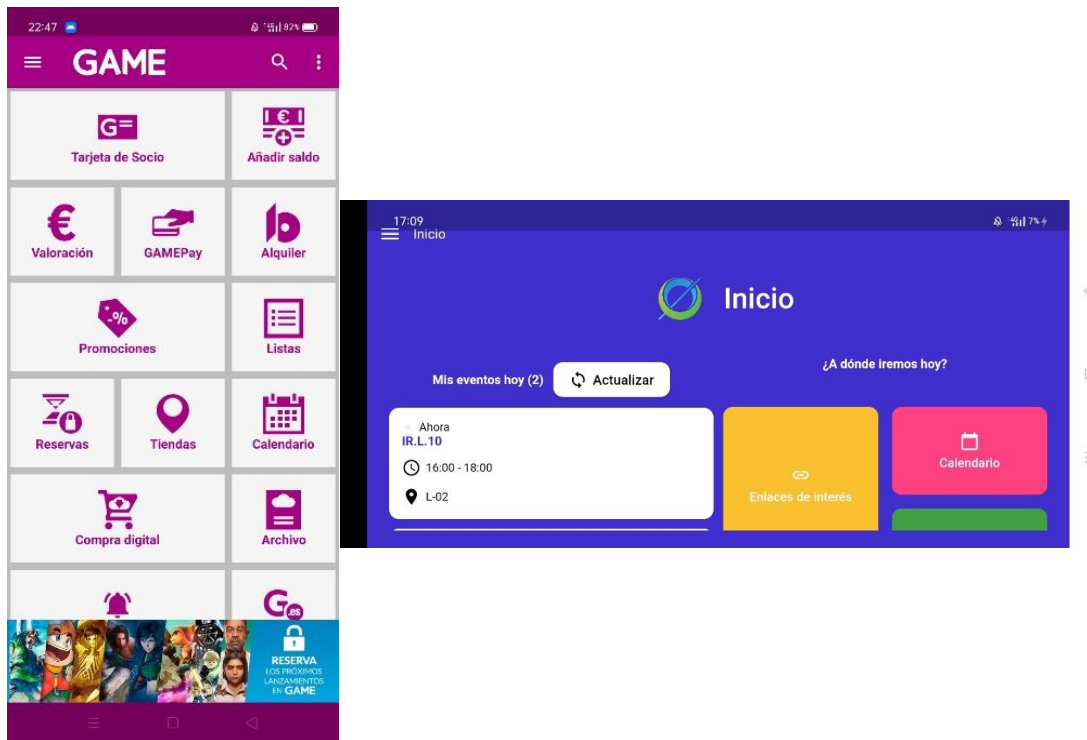 22:47
82%
GAME
G
€
Tarjeta de Socio
Añadir saldo
€
Valoración
GAMEPay
Alquiler
-%
Promociones
Listas
Reservas
Tiendas
Calendario
Compra digital
Archivo
G.es
RESERVA
LOS PRÓXIMOS
LANZAMIENTOS
EN GAME
17:09
7%
Inicio
Inicio
Mis eventos hoy (2)
Actualizar
¿A dónde iremos hoy?
Ahora
IR.L.10
16:00 - 18:00
L-02
Enlaces de interés
Calendario